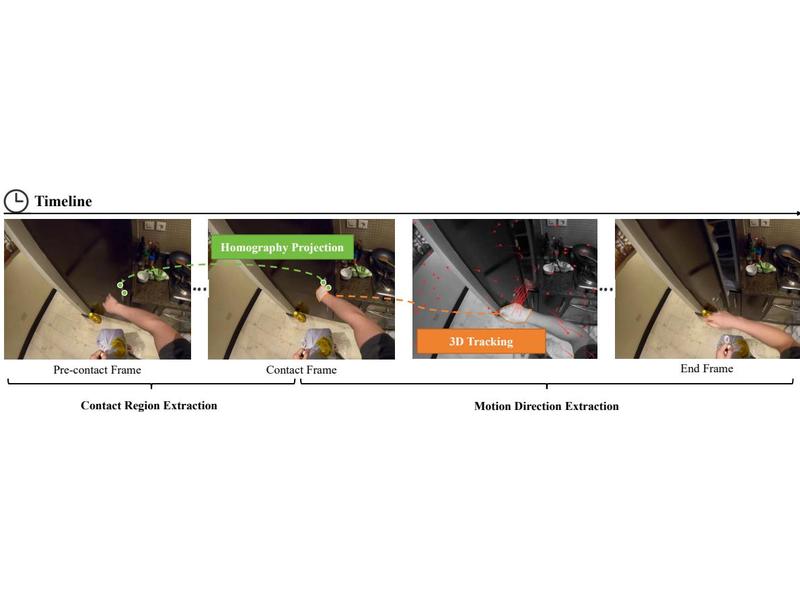 Timeline
Homography Projection
3D Tracking
Pre-contact Frame
Contact Frame
End Frame
Contact Region Extraction
Motion Direction Extraction